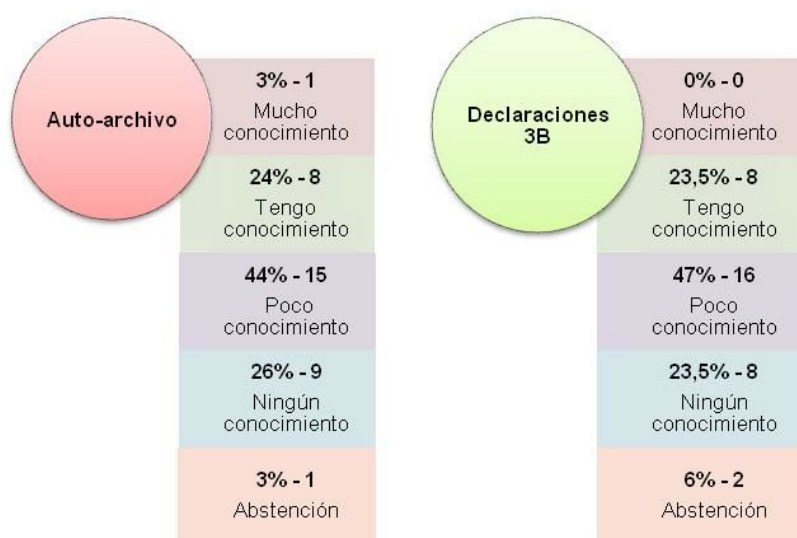 Auto-archivo
3% - 1
Mucho
conocimiento
24% - 8
Tengo
conocimiento
44% - 15
Poco
conocimiento
26% - 9
Ningún
conocimiento
3% - 1
Abstención
Declaraciones
3B
0% - 0
Mucho
conocimiento
23,5% - 8
Tengo
conocimiento
47% - 16
Poco
conocimiento
23,5% - 8
Ningún
conocimiento
6% - 2
Abstención